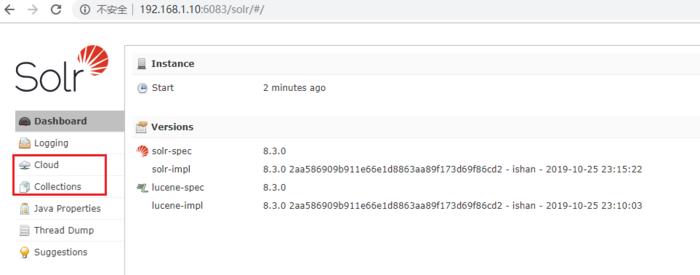 不安全 192.168.1.10:6083/solr/#/
Solr
Dashboard
Logging
Cloud
Collections
Java Properties
Thread Dump
Suggestions
Instance
Start 2 minutes ago
Versions
solr-spec 8.3.0
solr-impl 8.3.0 2aa586909b911e66e1d8863aa89f173d69f86cd2 - ishan - 2019-10-25 23:15:22
lucene-spec 8.3.0
lucene-impl 8.3.0 2aa586909b911e66e1d8863aa89f173d69f86cd2 - ishan - 2019-10-25 23:10:03